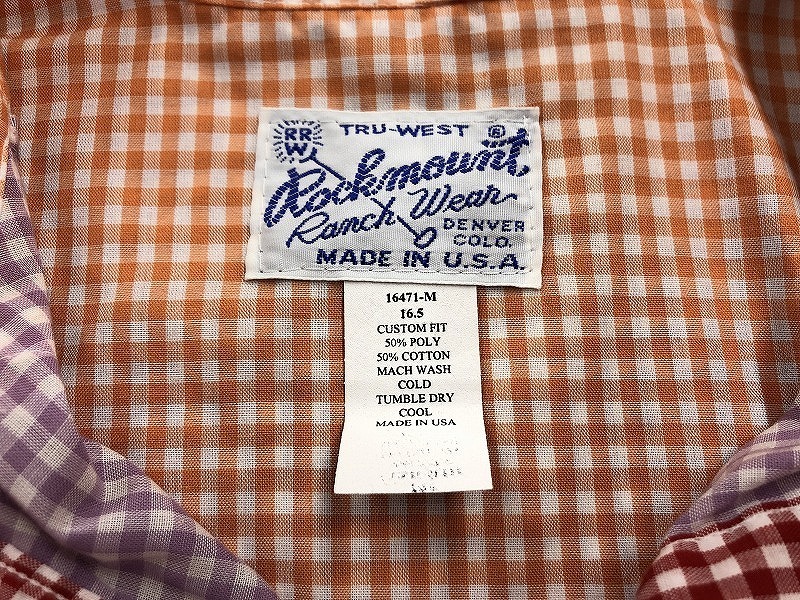 RR
W
TRU-WEST ®
Rockmount
Ranch Wear
DENVER
COLO.
MADE IN U.S.A.
16471-M
16.5
CUSTOM FIT
50% POLY
50% COTTON
MACH WASH
COLD
TUMBLE DRY
COOL
MADE IN USA